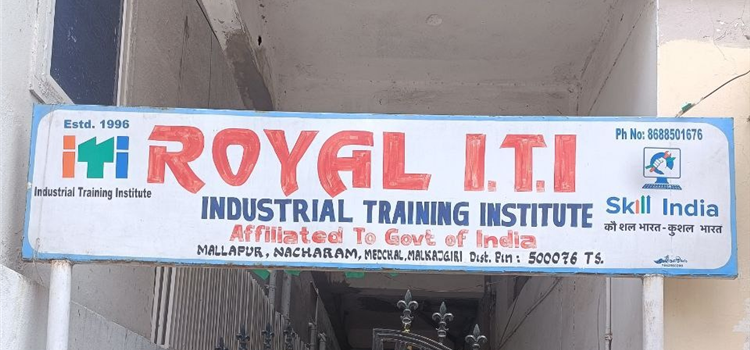 Estd. 1996
Ph No: 8688501676
iTi
ROYAL I.T.I
Industrial Training Institute
INDUSTRIAL TRAINING INSTITUTE
Skill India
Affiliated To Govt of India
कौशल भारत-कुशल भारत
MALLAPUR, NACHARAM, MEDCHAL, MALKAJGIRI Dist. Pin: 500076 TS.